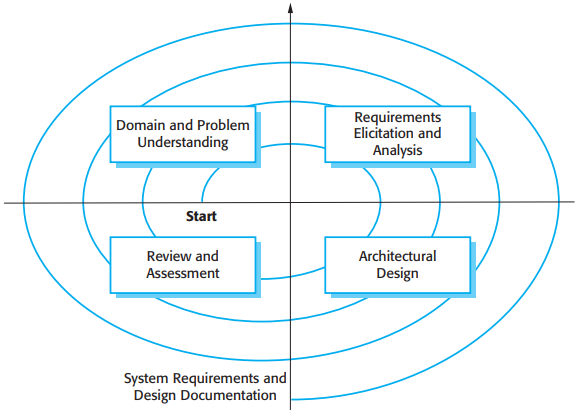 Domain and Problem
Understanding
Requirements
Elicitation and
Analysis
Start
Review and
Assessment
Architectural
Design
System Requirements and
Design Documentation